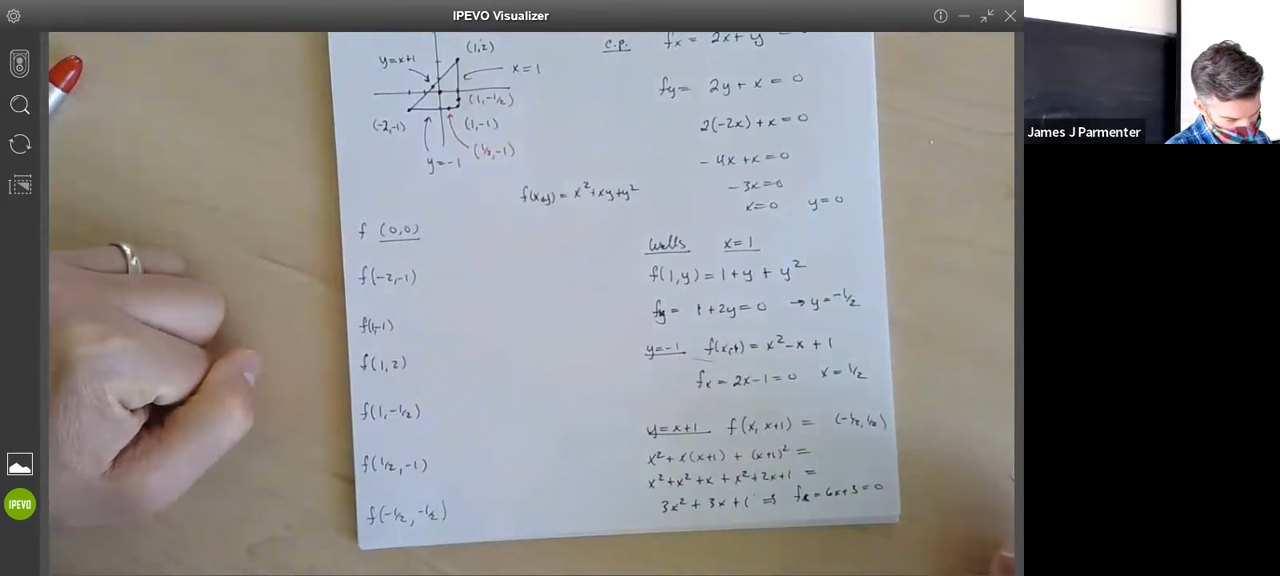 IPEVO Visualizer
c.p. fx = 2x + y = 0
(1,2)
y=x+1
x=1
fy = 2y + x = 0
(1,-1/2)
(-2,-1)
(1,-1)
2(-2x) + x = 0
(1/2,-1)
y=-1
- 4x + x = 0
- 3x = 0
f(x,y) = x² + xy + y²
x=0 y=0
f (0,0)
walls x=1
f(1,y) = 1 + y + y²
f(-2,-1)
fy = 1 + 2y = 0 → y = -1/2
f(1,-1)
y=-1 f(x,-1) = x² - x + 1
f(1,2)
fx = 2x - 1 = 0 x = 1/2
f(1,-1/2)
y=x+1 f(x, x+1) = (-1/2, 1/2)
x² + x(x+1) + (x+1)² =
f(1/2,-1)
x² + x² + x + x² + 2x + 1 =
3x² + 3x + 1 ⇒ fx = 6x + 3 = 0
f(-1/2, -1/2)
James J Parmenter
IPEVO